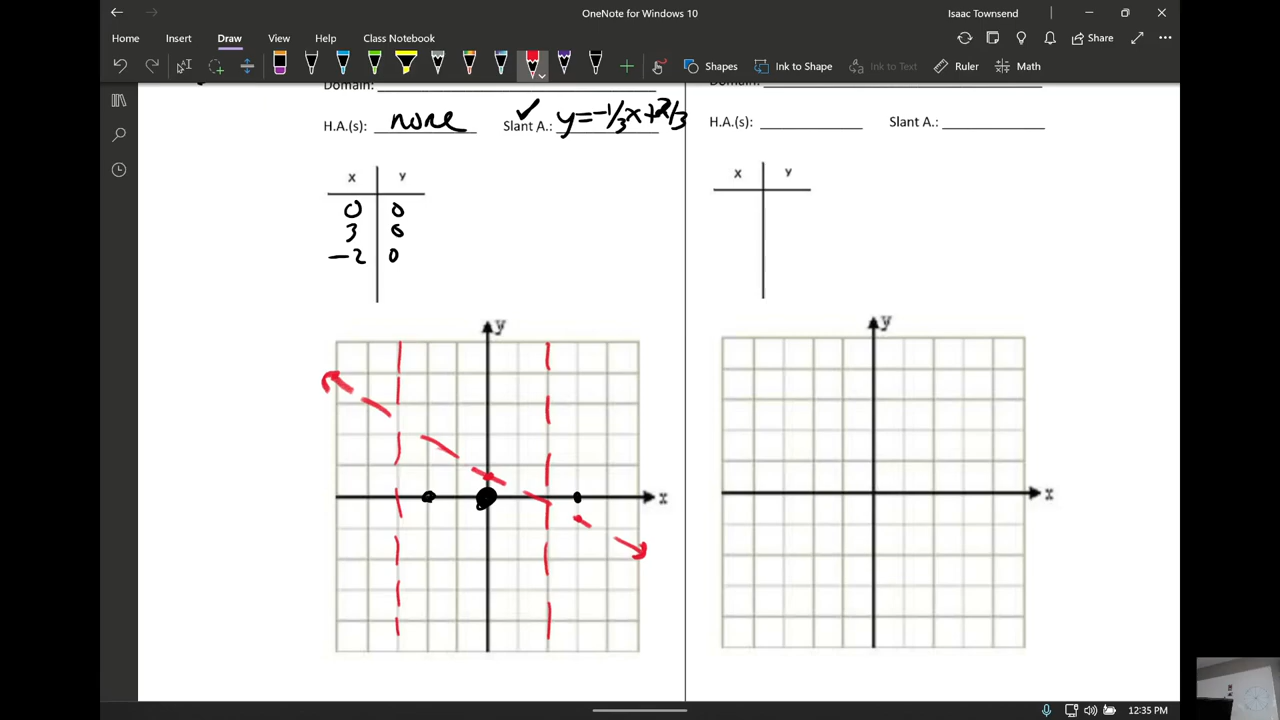 OneNote for Windows 10
Isaac Townsend
Home Insert Draw View Help Class Notebook
Share
Shapes Ink to Shape Ink to Text Ruler Math
Domain:
H.A.(s): none Slant A.: y=-1/3x+2/3
x y
0 0
3 0
-2 0
y
x
H.A.(s): Slant A.:
x y
y
x
12:35 PM